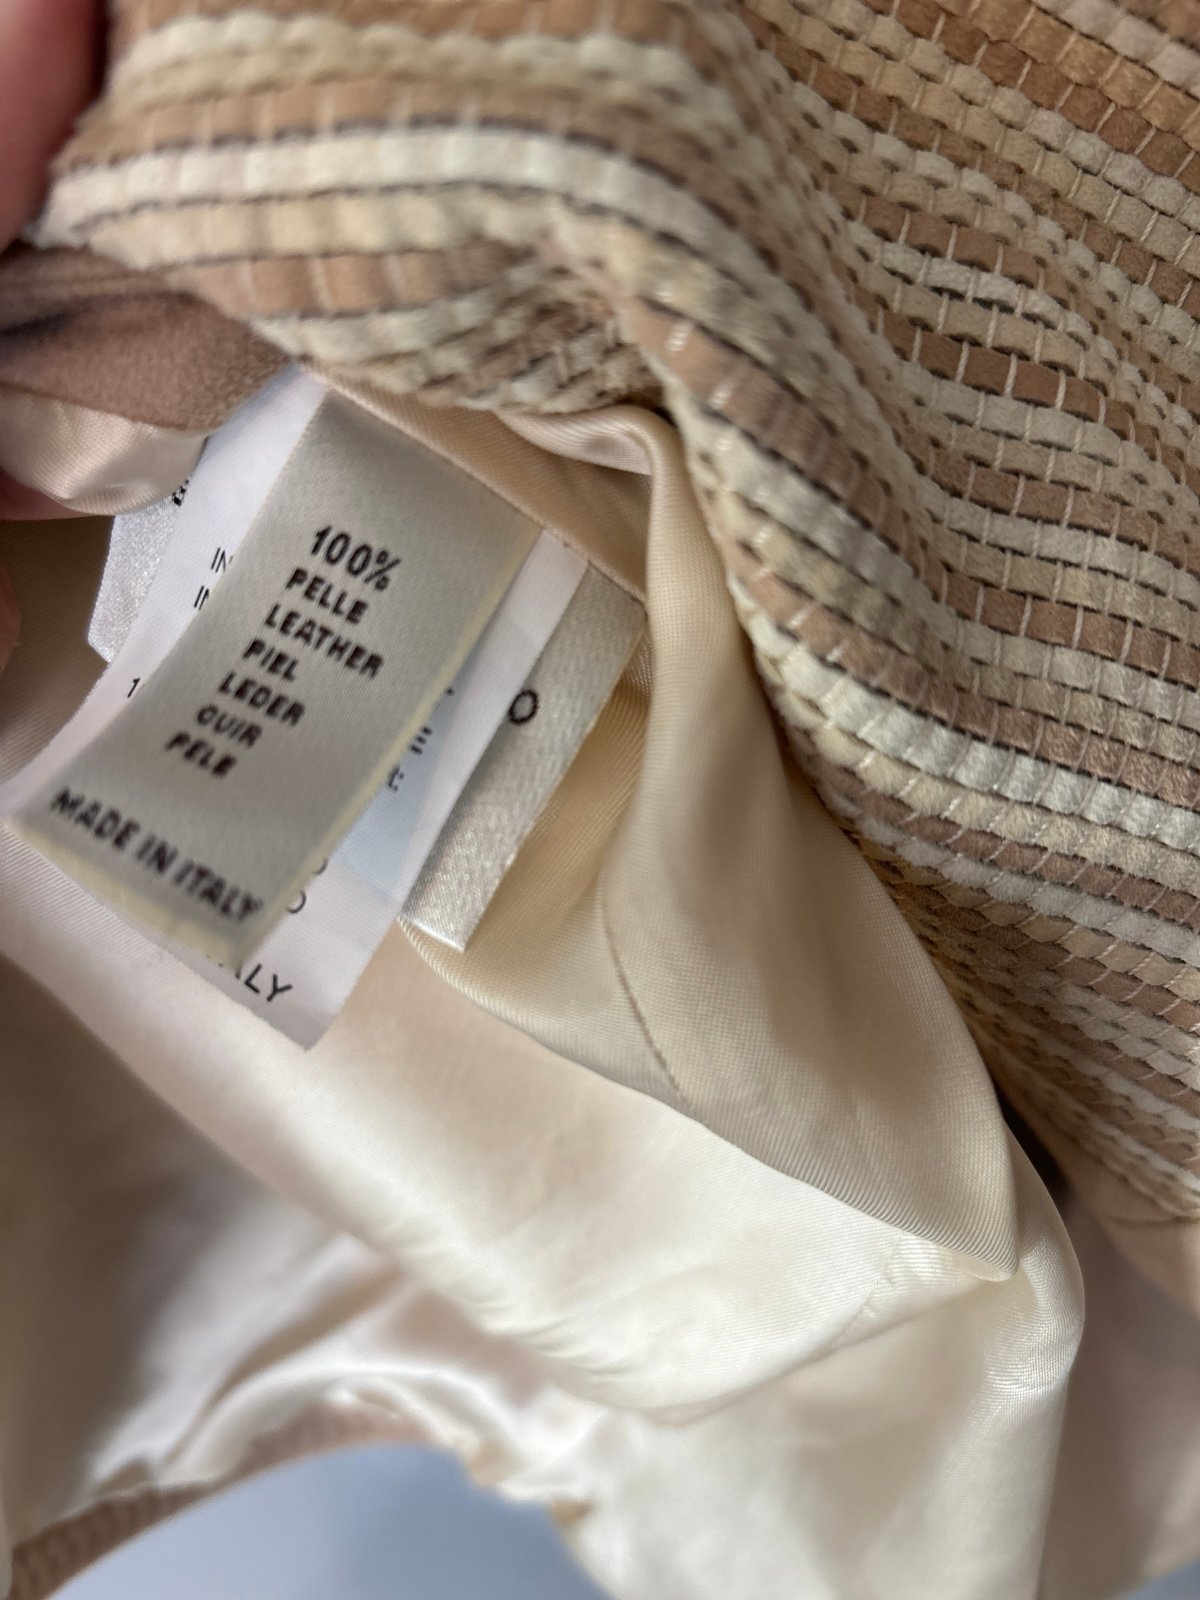 100%
PELLE
LEATHER
PIEL
LEDER
CUIR
PELE
MADE IN ITALY